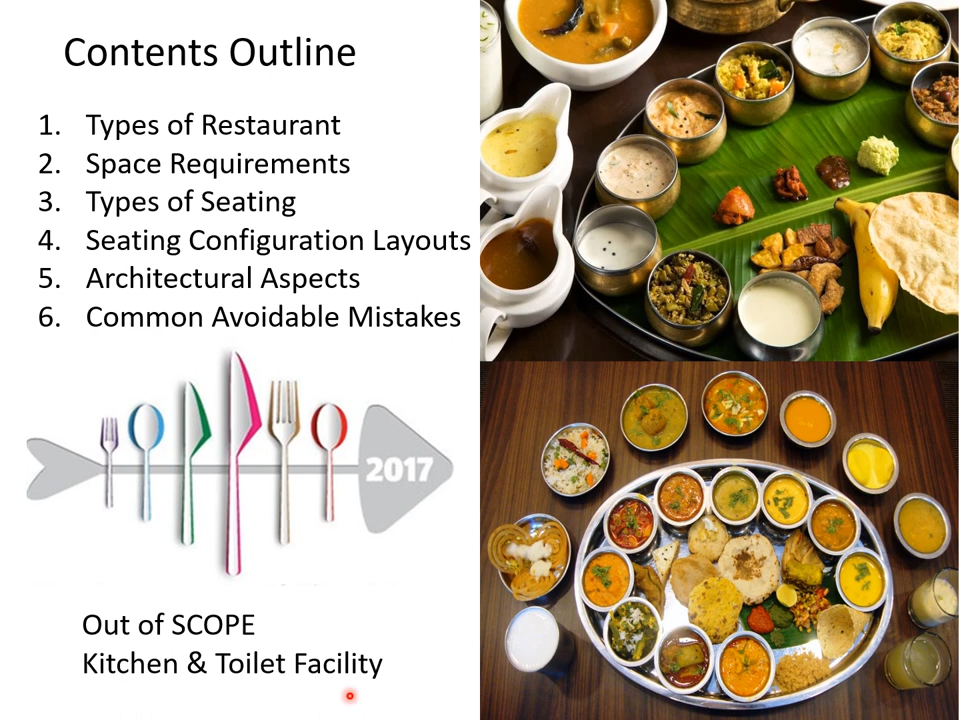 Contents Outline
1. Types of Restaurant
2. Space Requirements
3. Types of Seating
4. Seating Configuration Layouts
5. Architectural Aspects
6. Common Avoidable Mistakes
2017
Out of SCOPE
Kitchen & Toilet Facility